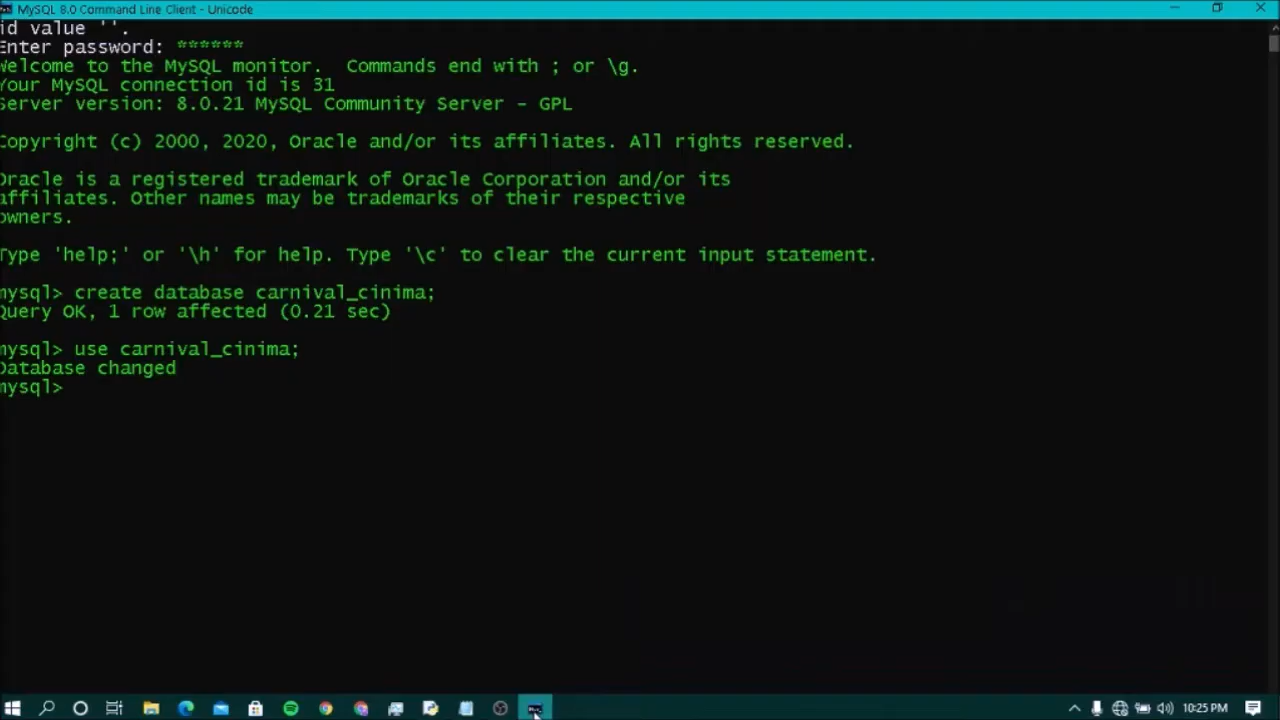 MySQL 8.0 Command Line Client - Unicode
id value ''.
Enter password: ******
Welcome to the MySQL monitor.  Commands end with ; or \g.
Your MySQL connection id is 31
Server version: 8.0.21 MySQL Community Server - GPL
Copyright (c) 2000, 2020, Oracle and/or its affiliates. All rights reserved.
Oracle is a registered trademark of Oracle Corporation and/or its
affiliates. Other names may be trademarks of their respective
owners.
Type 'help;' or '\h' for help. Type '\c' to clear the current input statement.
mysql> create database carnival_cinima;
Query OK, 1 row affected (0.21 sec)
mysql> use carnival_cinima;
Database changed
mysql>
10:25 PM